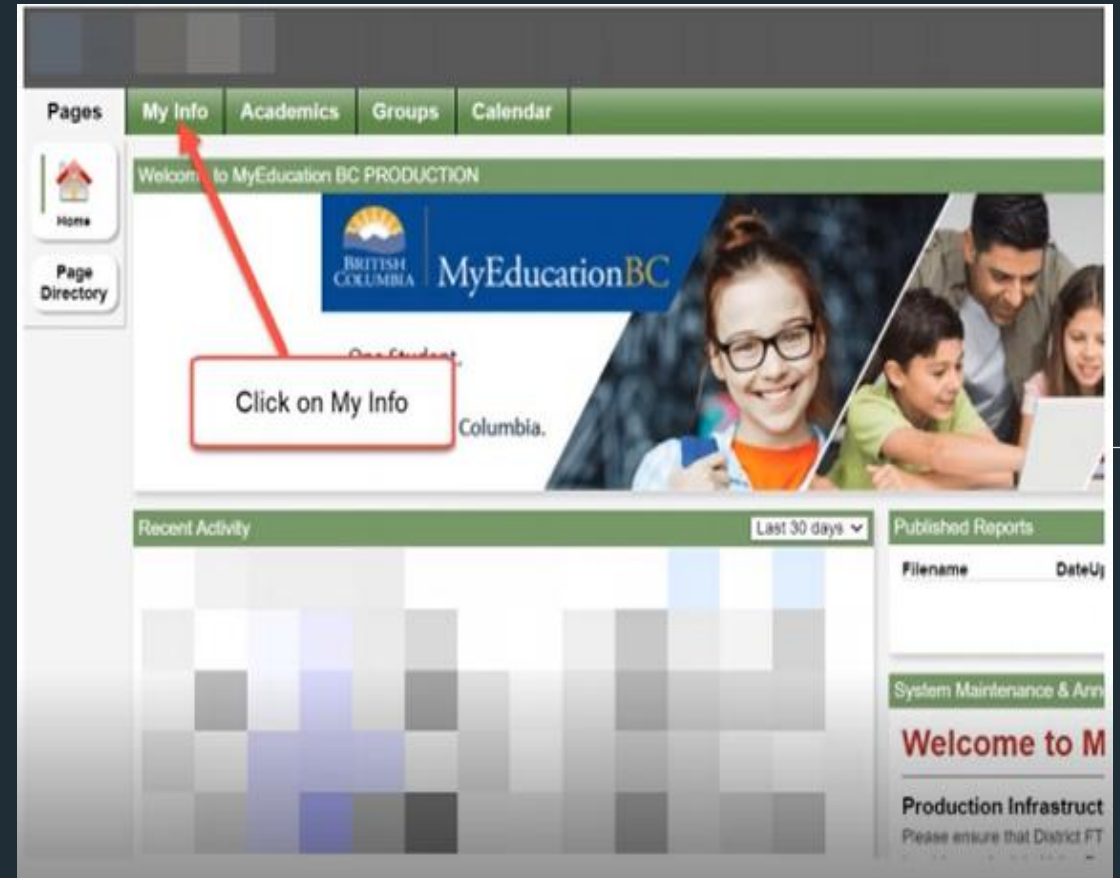 Pages My Info Academics Groups Calendar
Welcome to MyEducation BC PRODUCTION
Home
Page
Directory
BRITISH
COLUMBIA
MyEducationBC
One Student.
Click on My Info
Columbia.
Recent Activity
Last 30 days
Published Reports
Filename
System Maintenance &
Welcome to M
Production
Please ensure that District FT